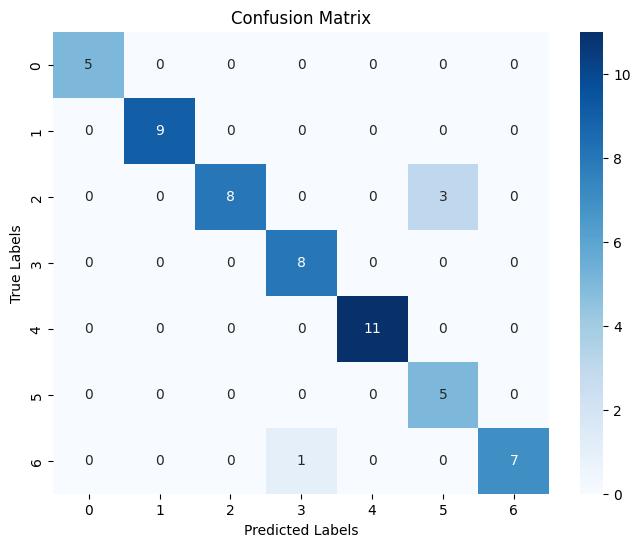 Confusion Matrix
True Labels
0 5 0 0 0 0 0 0
1 0 9 0 0 0 0 0
2 0 0 8 0 0 3 0
3 0 0 0 8 0 0 0
4 0 0 0 0 11 0 0
5 0 0 0 0 0 5 0
6 0 0 0 1 0 0 7
0 1 2 3 4 5 6
Predicted Labels
10
8
6
4
2
0